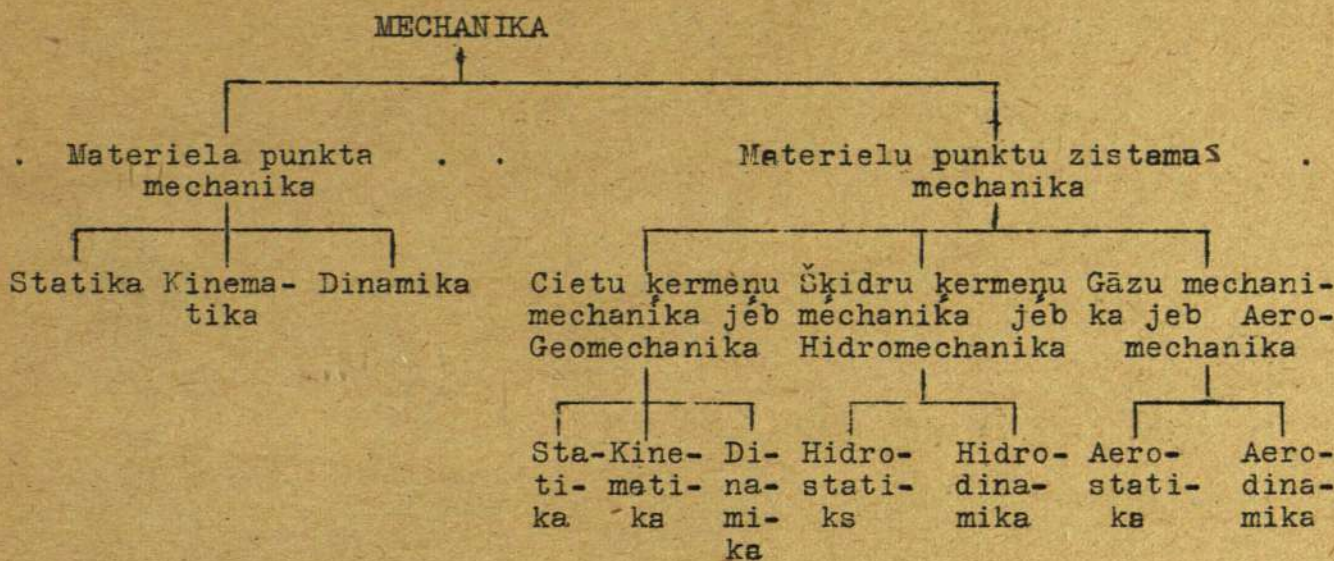 MECHANIKA
. Materiela punkta . .
mechanika
Materielu punktu zistemas .
mechanika
Statika Kinema- Dinamika
tika
Cietu ķermeņu
mechanika jeb
Geomechanika
Šķidru ķermeņu
mechanika jeb
Hidromechanika
Gāzu mechani-
ka jeb Aero-
mechanika
Sta-
ti-
ka
Kine-
mati-
ka
Di-
na-
mi-
ka
Hidro-
stati-
ks
Hidro-
dina-
mika
Aero-
stati-
ka
Aero-
dina-
mika